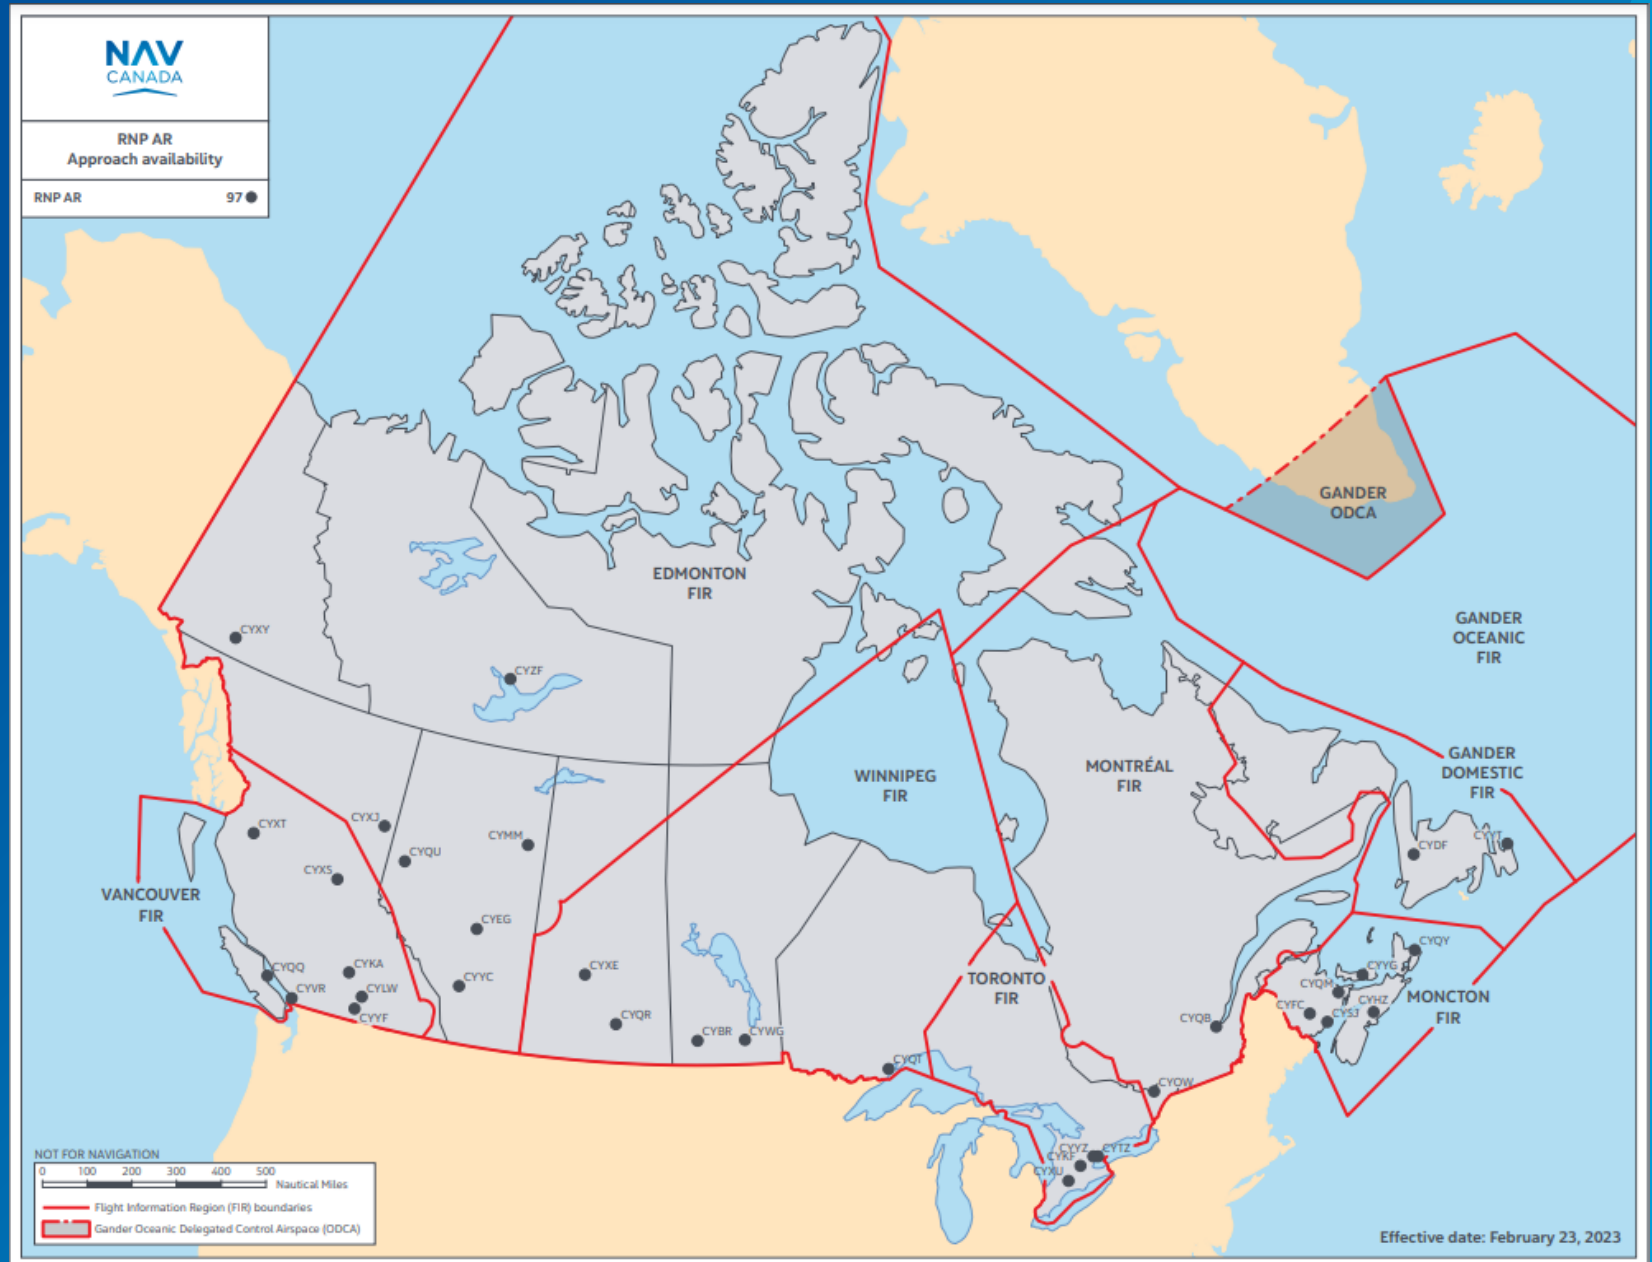 NAV
CANADA
RNP AR
Approach availability
RNP AR 97
EDMONTON
FIR
GANDER
ODCA
GANDER
OCEANIC
FIR
CYXY
CYZF
WINNIPEG
FIR
MONTRÉAL
FIR
GANDER
DOMESTIC
FIR
CYXT
CYXJ
CYQU
CYMM
CYXS
CYDF
CYYT
VANCOUVER
FIR
CYEG
CYQQ
CYKA
CYVR
CYLW
CYYF
CYYC
CYXE
CYQR
CYBR
CYWG
TORONTO
FIR
CYQT
CYQB
CYOW
CYQY
CYYG
CYQM
CYFC
CYSJ
CYHZ
MONCTON
FIR
CYYZ
CYTZ
CYKF
CYXU
NOT FOR NAVIGATION
0 100 200 300 400 500
Nautical Miles
Flight Information Region (FIR) boundaries
Gander Oceanic Delegated Control Airspace (ODCA)
Effective date: February 23, 2023